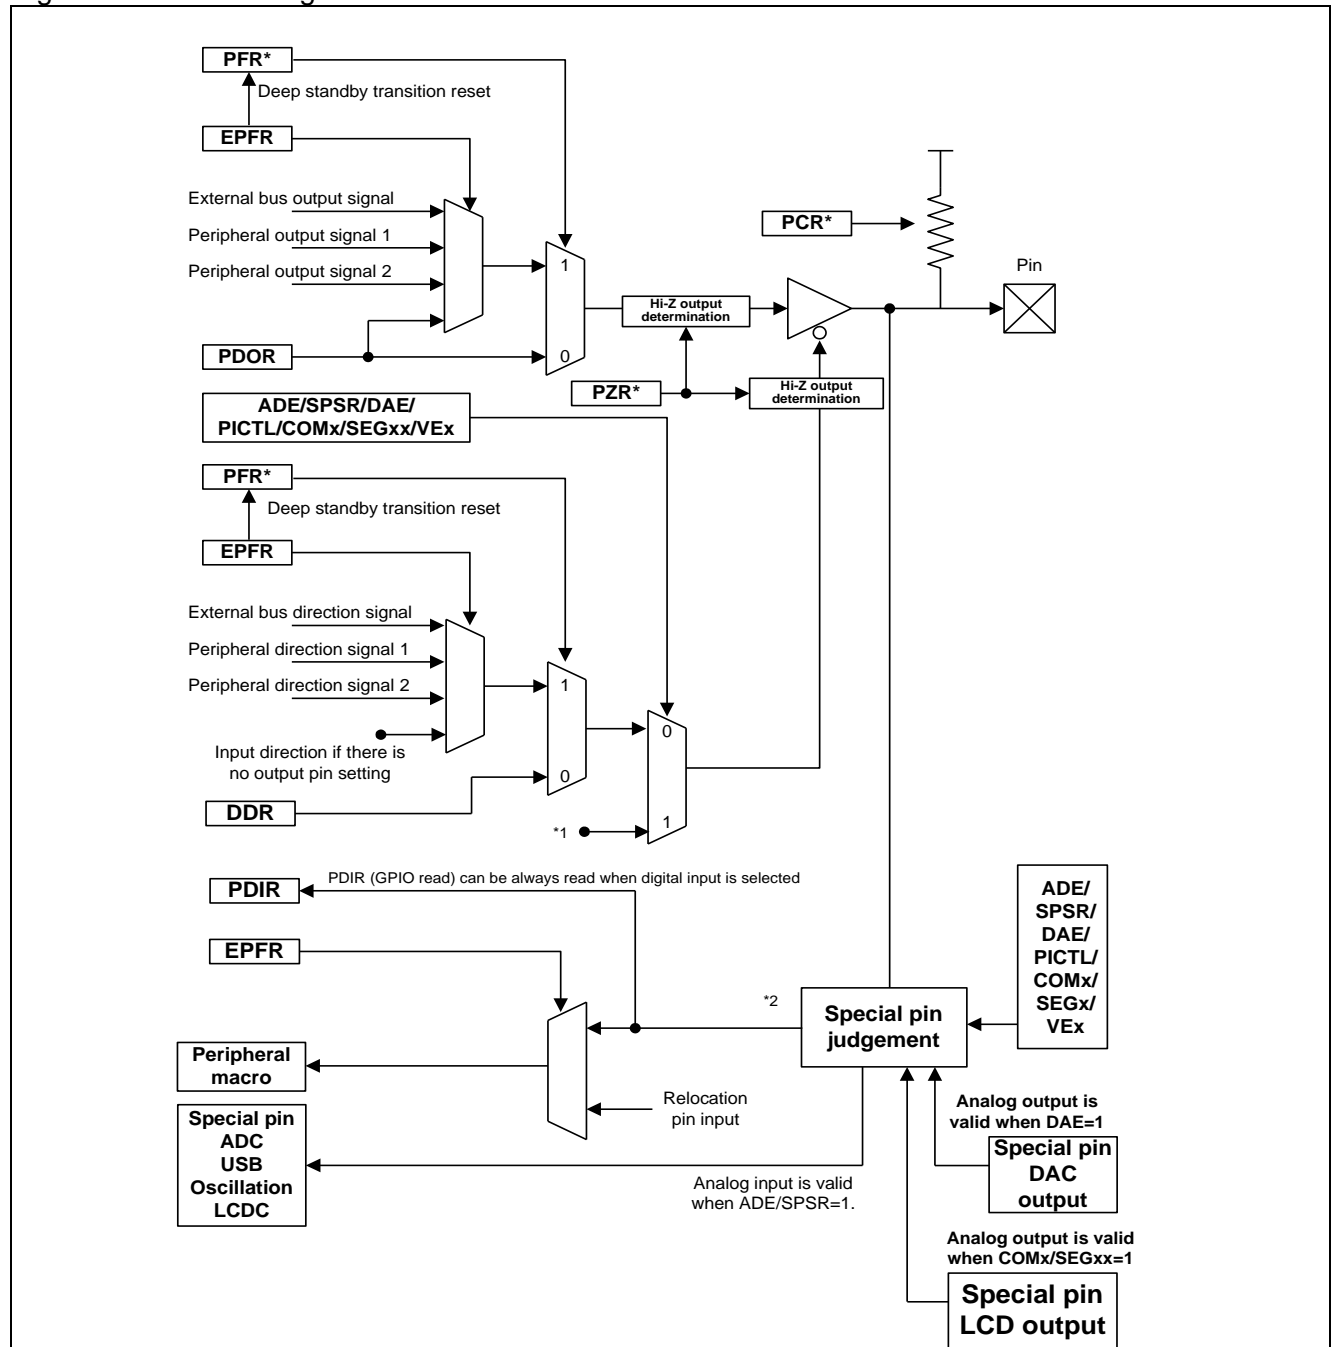 PFR*
Deep standby transition reset
EPFR
External bus output signal
Peripheral output signal 1
Peripheral output signal 2
PDOR
1
0
Hi-Z output
determination
PCR*
Pin
PZR*
Hi-Z output
determination
ADE/SPSR/DAE/
PICTL/COMx/SEGxx/VEx
PFR*
Deep standby transition reset
EPFR
External bus direction signal
Peripheral direction signal 1
Peripheral direction signal 2
Input direction if there is
no output pin setting
DDR
1
0
0
1
*1
PDIR
PDIR (GPIO read) can be always read when digital input is selected
EPFR
*2
Special pin
judgement
ADE/
SPSR/
DAE/
PICTL/
COMx/
SEGx/
VEx
Peripheral
macro
Relocation
pin input
Special pin
ADC
USB
Oscillation
LCDC
Analog input is valid
when ADE/SPSR=1.
Analog output is
valid when DAE=1
Special pin
DAC
output
Analog output is valid
when COMx/SEGxx=1
Special pin
LCD output